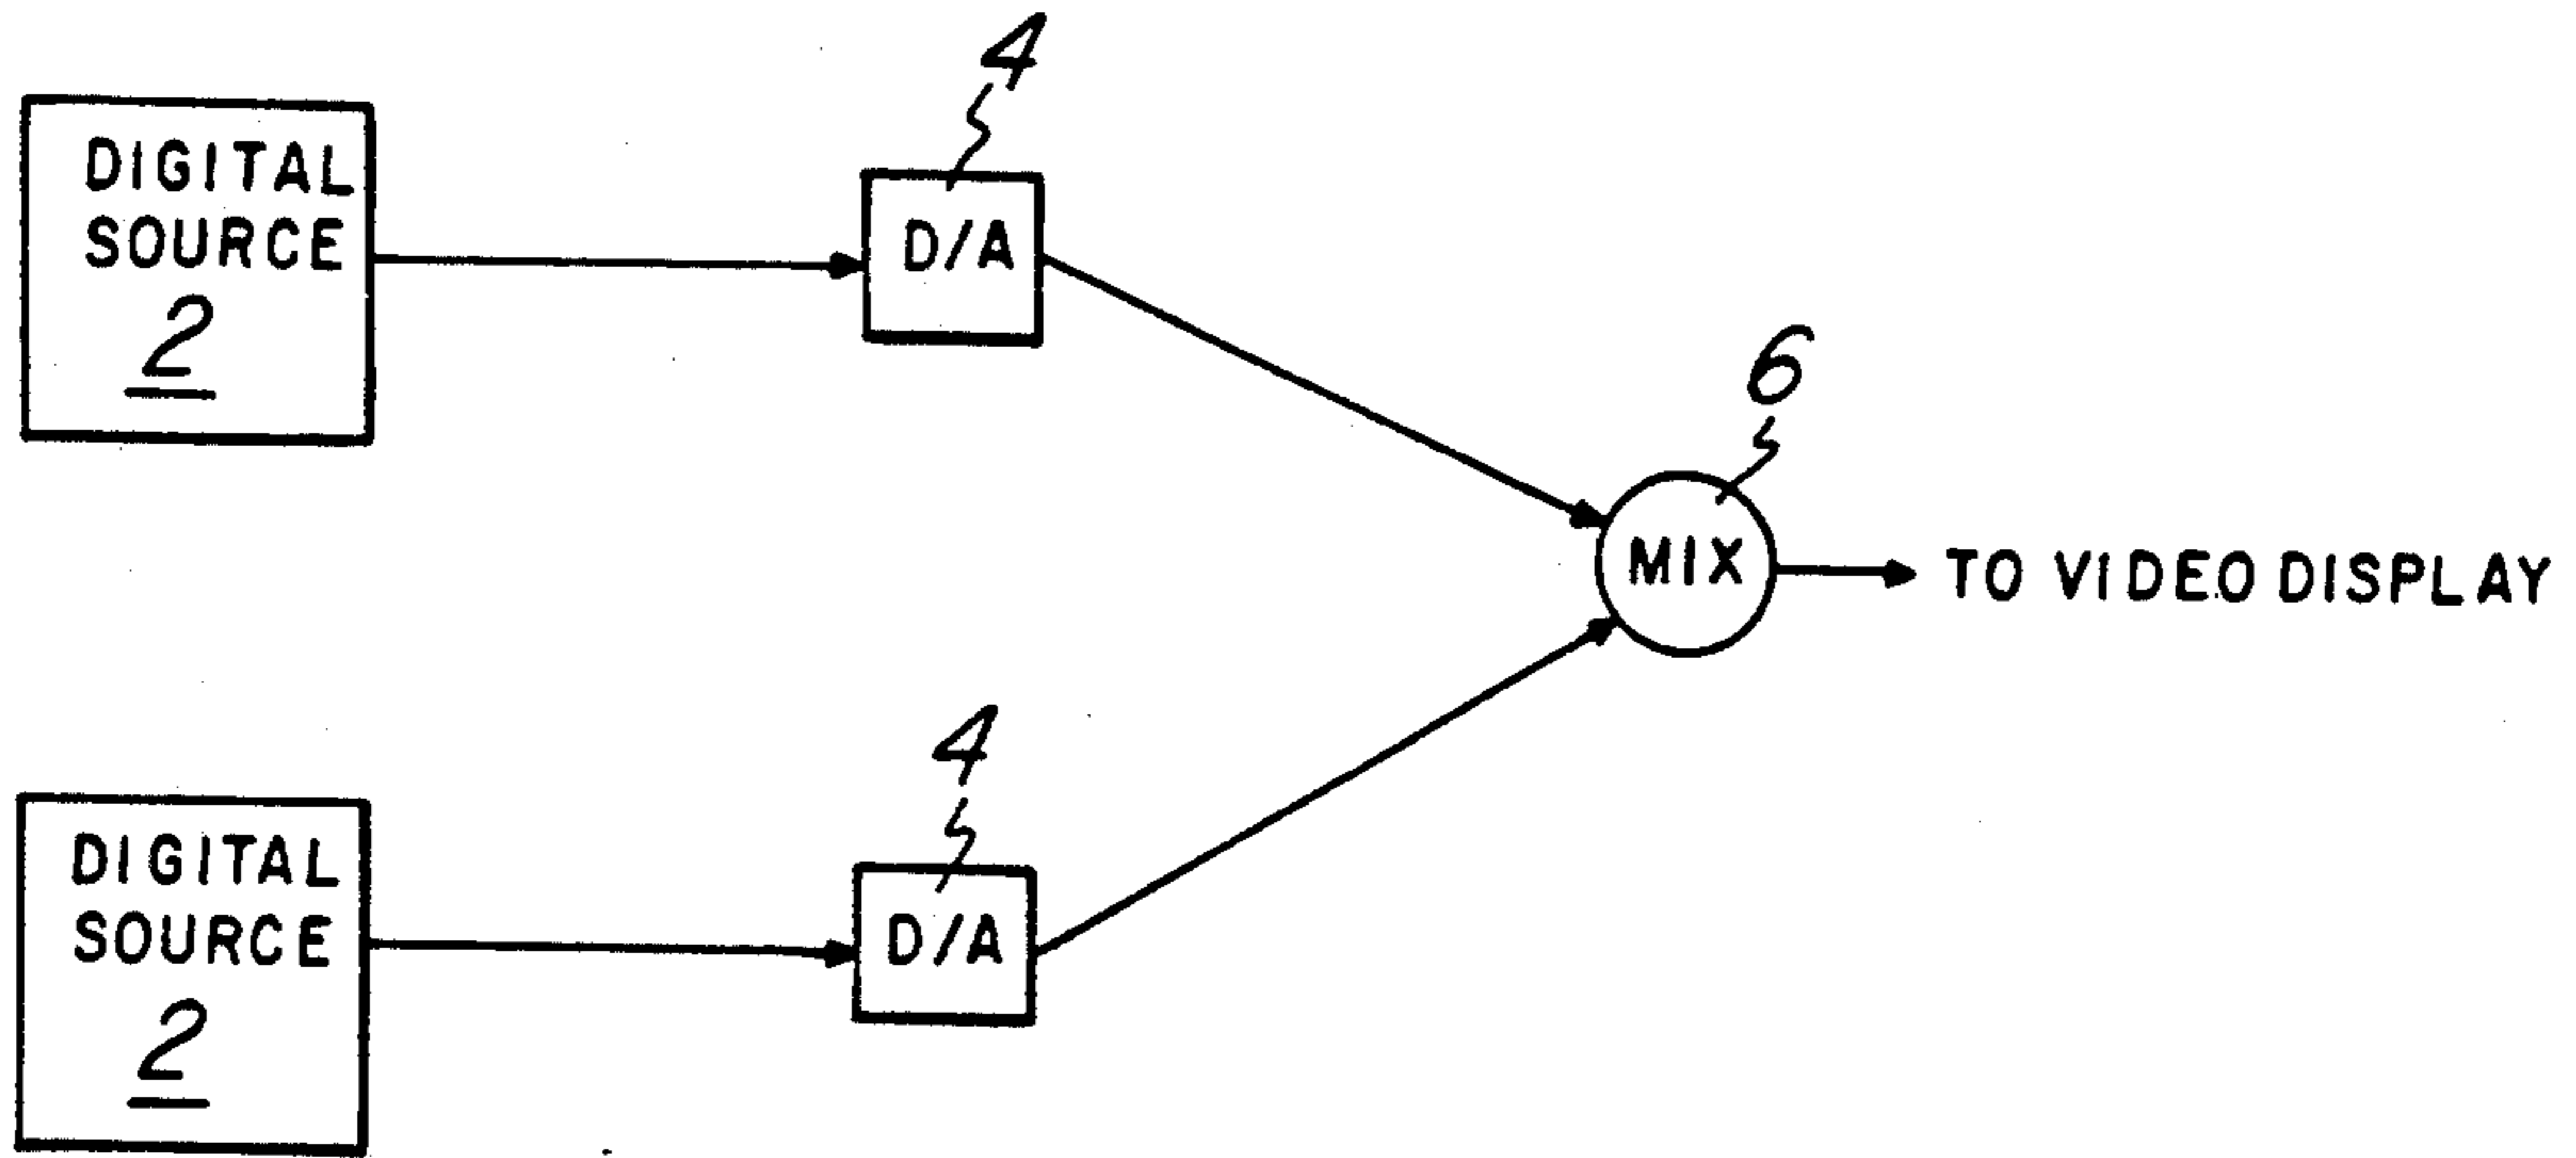 4
DIGITAL
SOURCE
2
D/A
6
MIX
TO VIDEO DISPLAY
4
DIGITAL
SOURCE
2
D/A